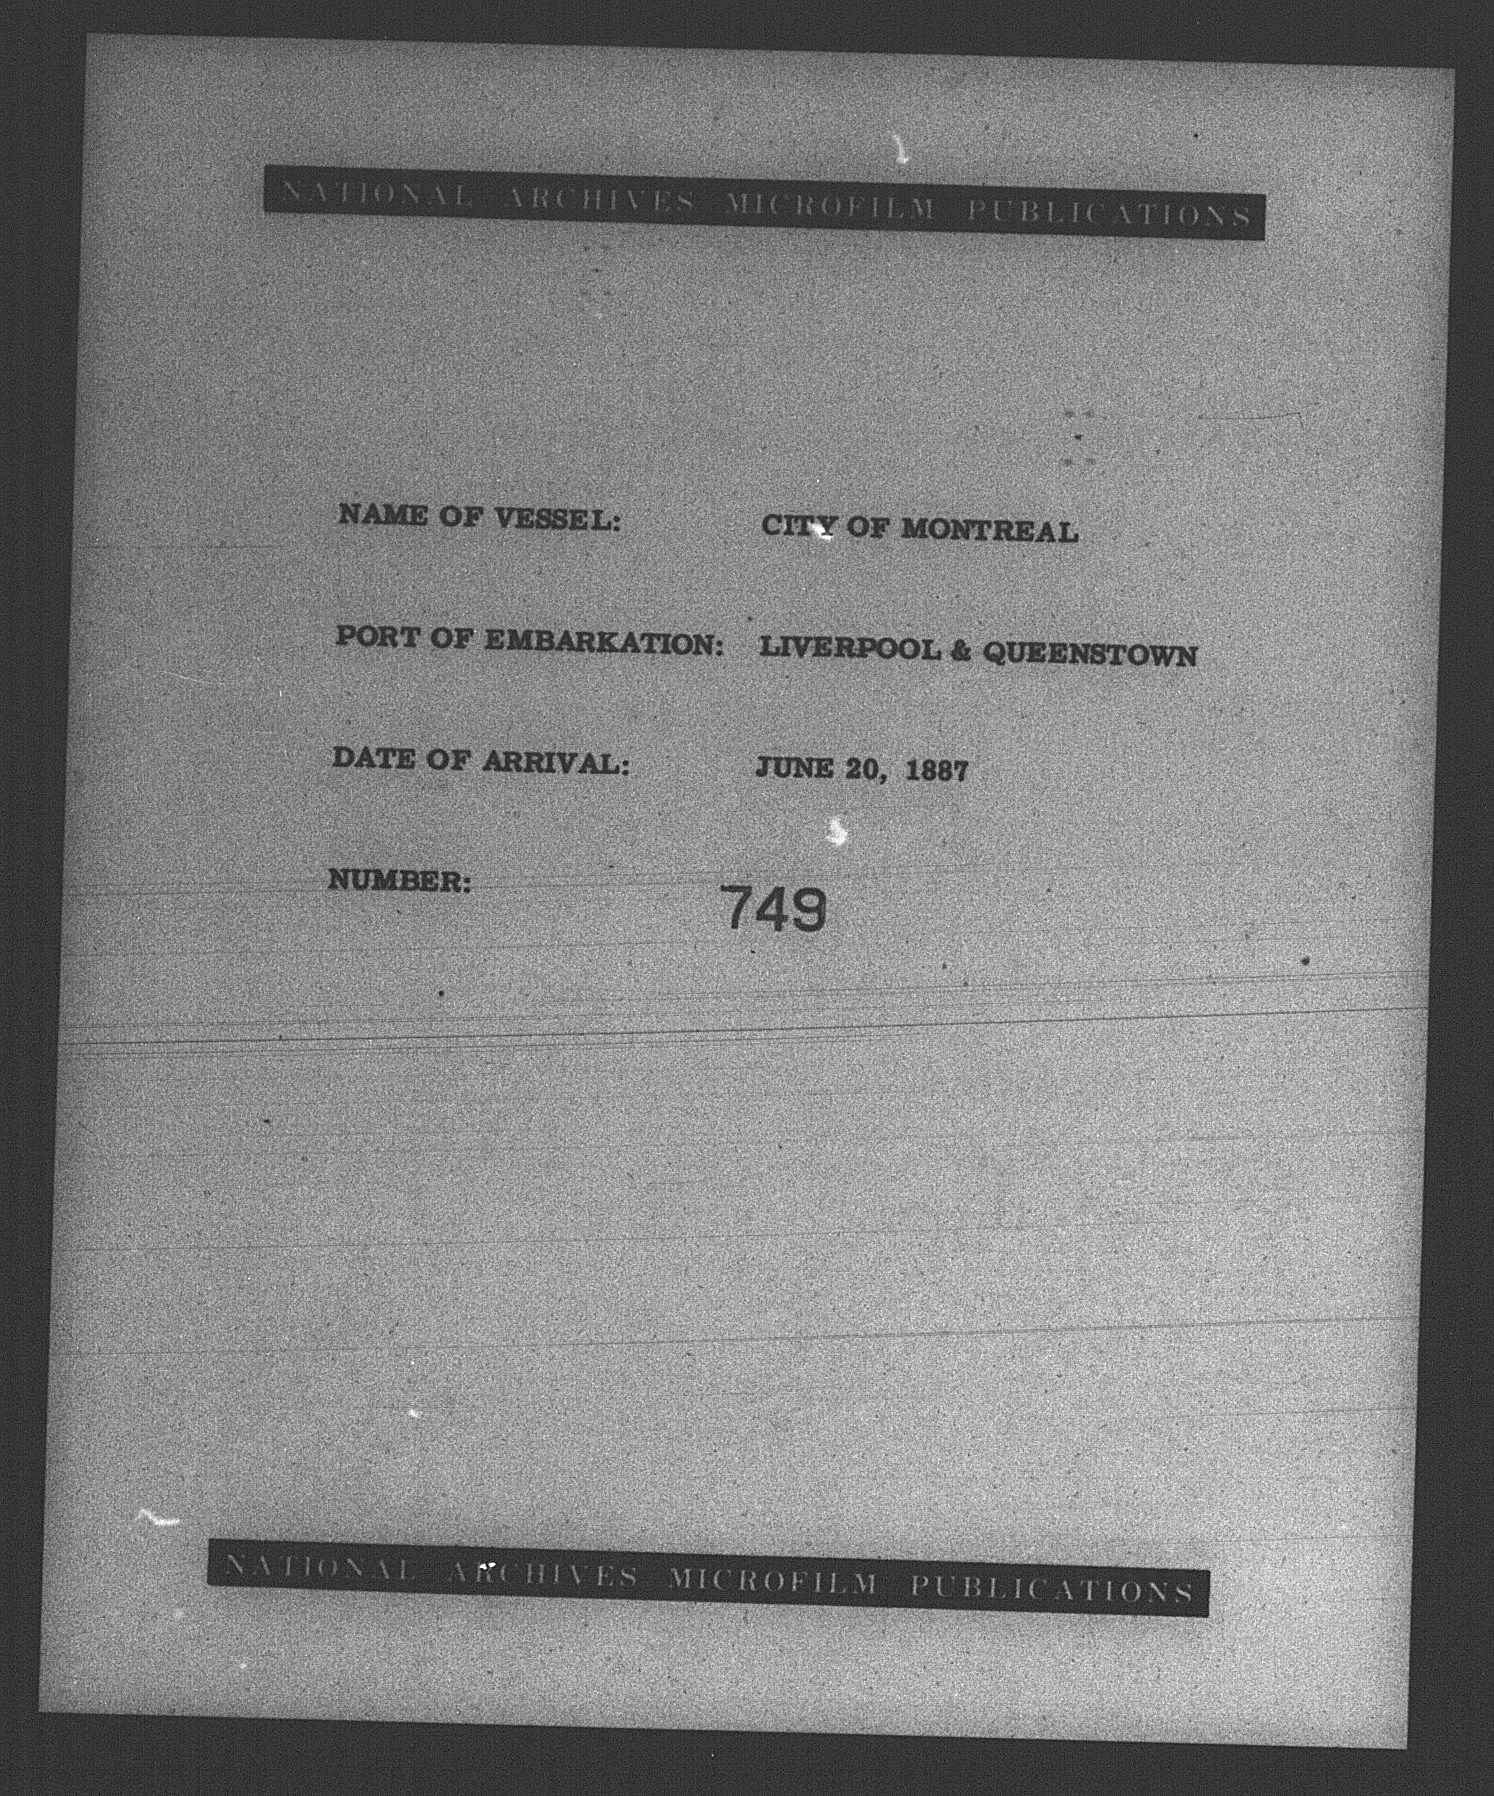 NATIONAL ARCHIVES MICROFILM PUBLICATIONS
NAME OF VESSEL: CITY OF MONTREAL
PORT OF EMBARKATION: LIVERPOOL & QUEENSTOWN
DATE OF ARRIVAL: JUNE 20, 1887
NUMBER: 749
NATIONAL ARCHIVES MICROFILM PUBLICATIONS